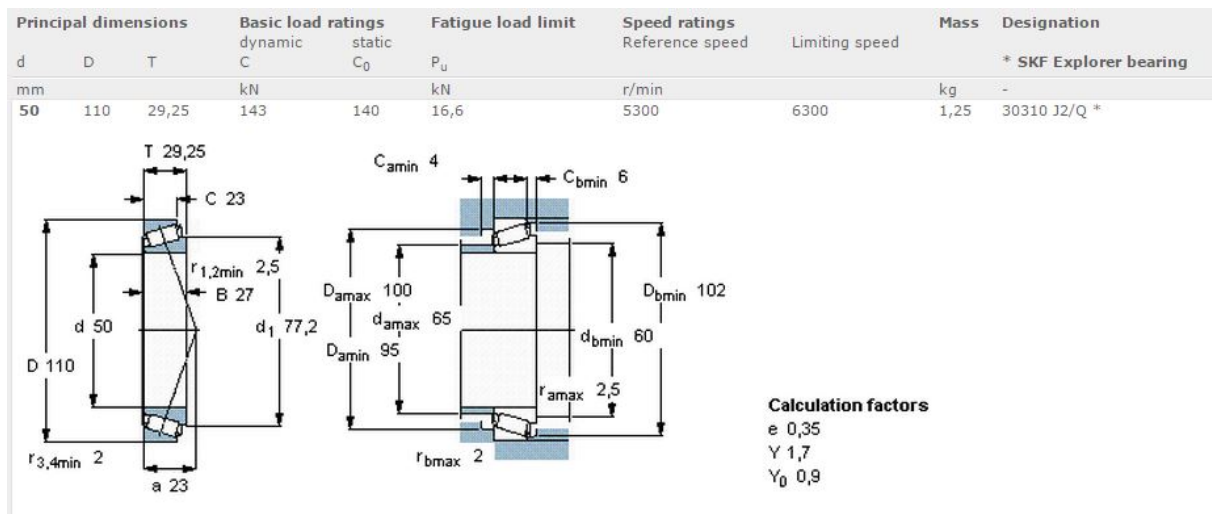 Principal dimensions Basic load ratings Fatigue load limit Speed ratings Mass Designation
dynamic static Reference speed Limiting speed
d D T C C0 Pu * SKF Explorer bearing
mm kN kN r/min kg -
50 110 29,25 143 140 16,6 5300 6300 1,25 30310 J2/Q *
T 29,25
C 23
r1,2min 2,5
B 27
d 50
d1 77,2
D 110
r3,4min 2
a 23
Camin 4
Cbmin 6
Damax 100
Dbmin 102
damax 65
dbmin 60
Damin 95
ramax 2,5
rbmax 2
Calculation factors
e 0,35
Y 1,7
Y0 0,9